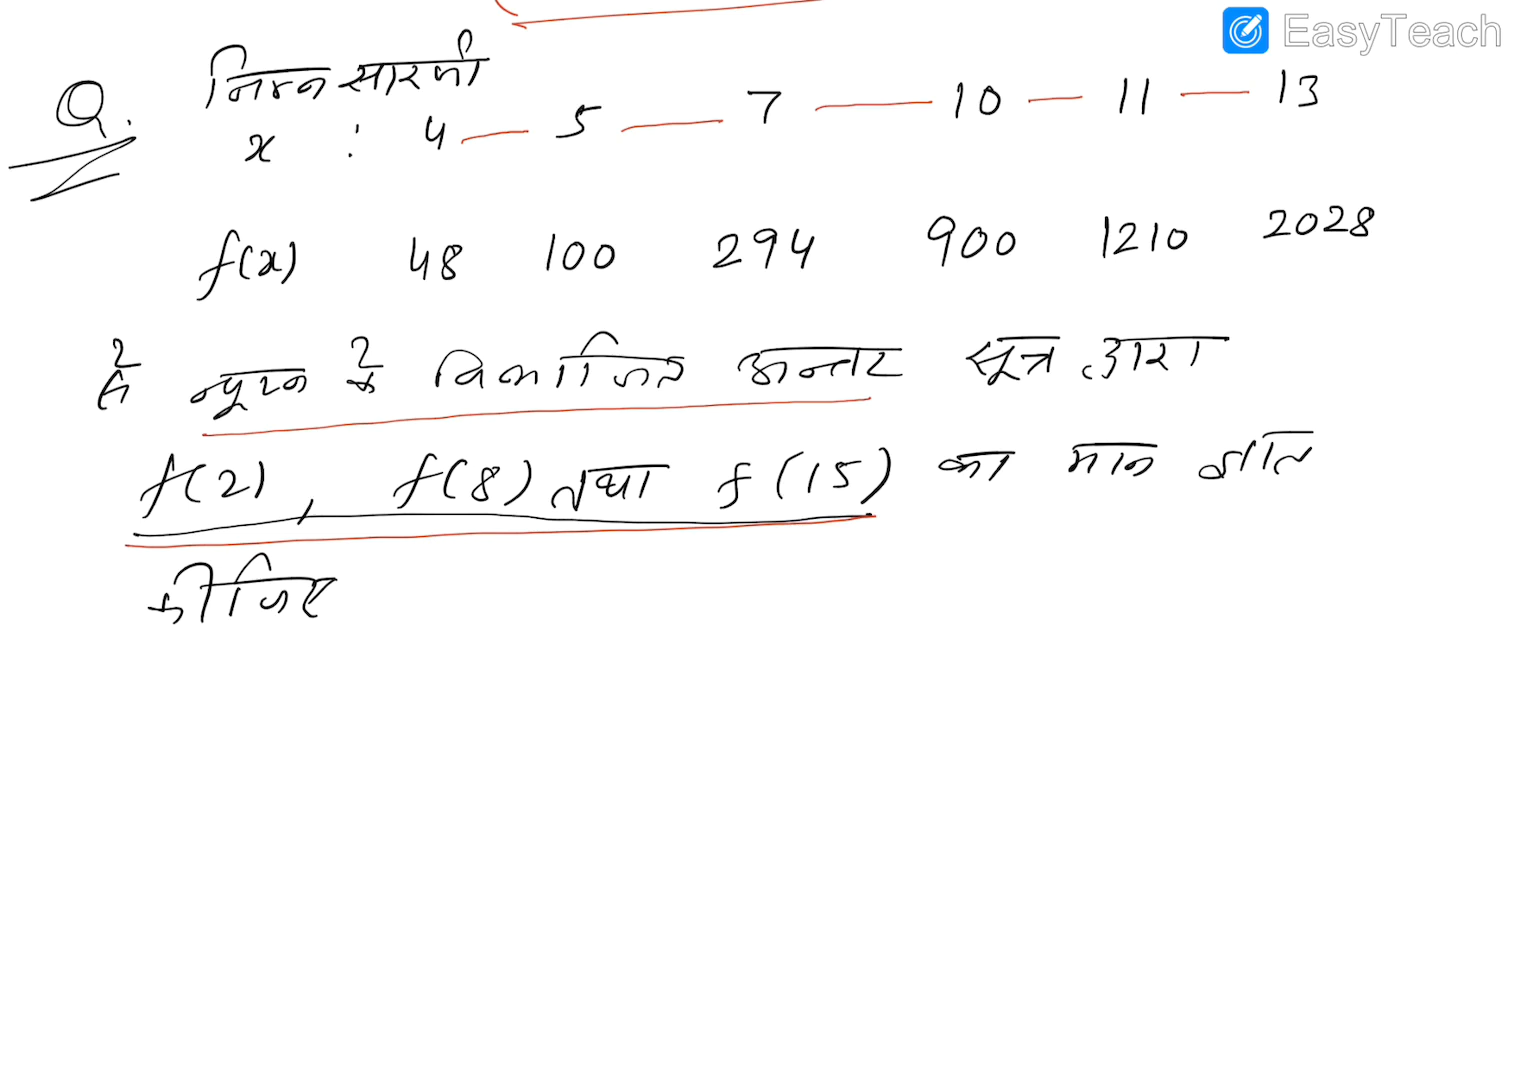 EasyTeach
Q. निम्न सारणी
x : 4 — 5 — 7 — 10 — 11 — 13
f(x) 48 100 294 900 1210 2028
से न्यूटन के विभाजित अन्तर सूत्र द्वारा
f(2), f(8) तथा f(15) का मान ज्ञात
कीजिए